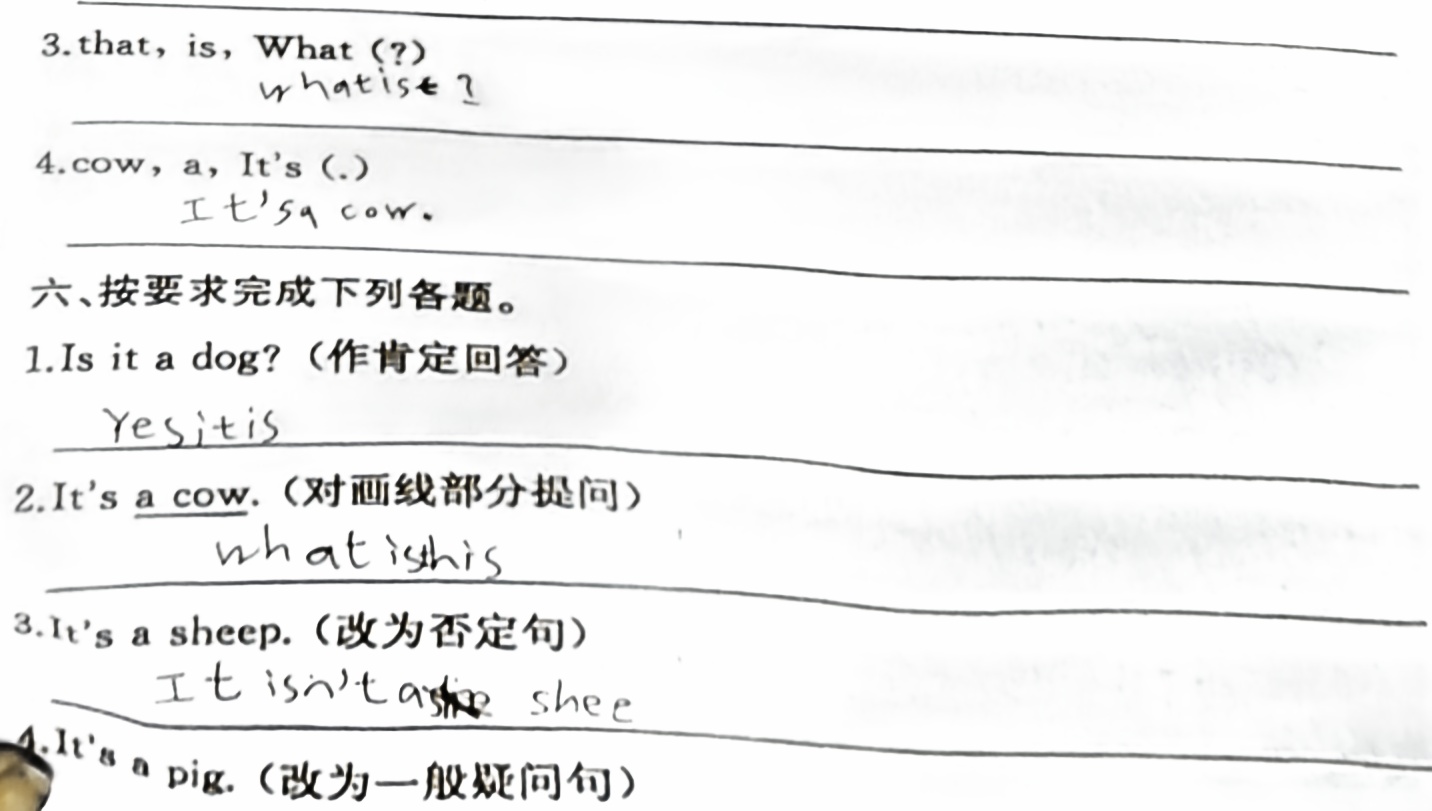 3.that, is, What (?)
whatist ?
4.cow, a, It's (.)
It'sa cow.
六、按要求完成下列各题。
1.Is it a dog?(作肯定回答)
Yesitis
2.It's a cow.(对画线部分提问)
what isthis
3.It's a sheep.(改为否定句)
It isn't a shee
4.It's a pig.(改为一般疑问句)